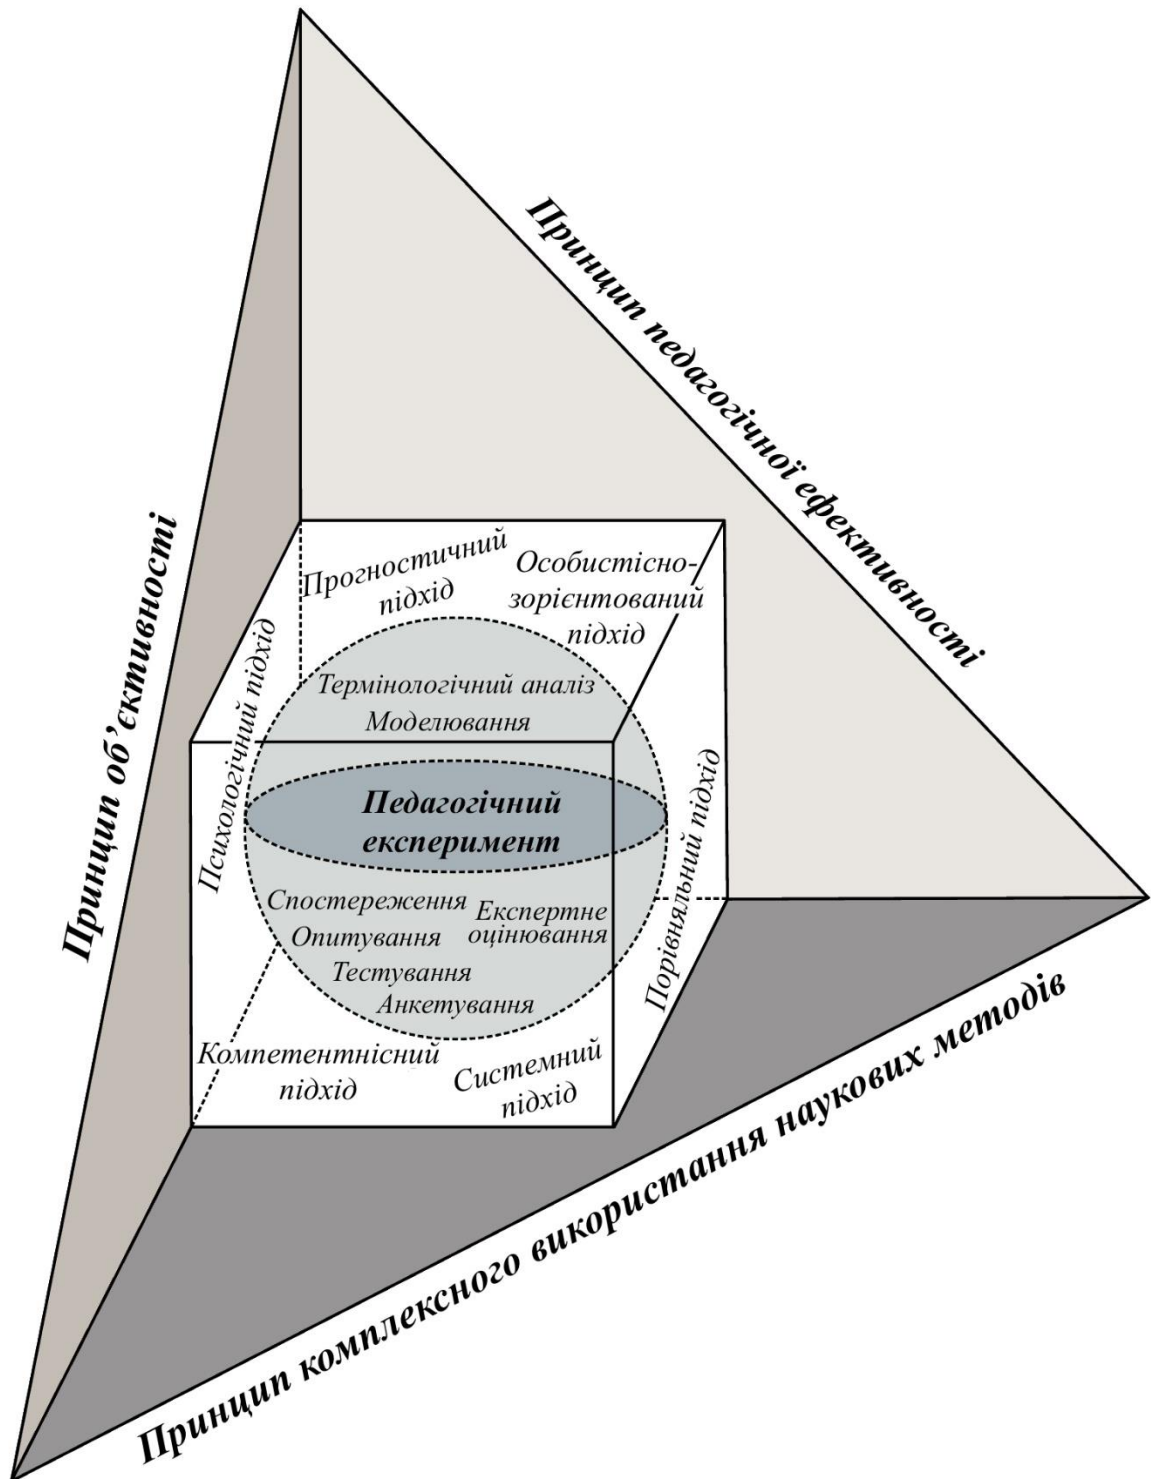 Принцип педагогічної ефективності
Принцип об’єктивності
Прогностичний
підхід
Особистісно-
зорієнтований
підхід
Психологічний підхід
Термінологічний аналіз
Моделювання
Педагогічний
експеримент
Порівняльний підхід
Спостереження
Опитування
Експертне
оцінювання
Тестування
Анкетування
Компетентнісний
підхід
Системний
підхід
Принцип комплексного використання наукових методів